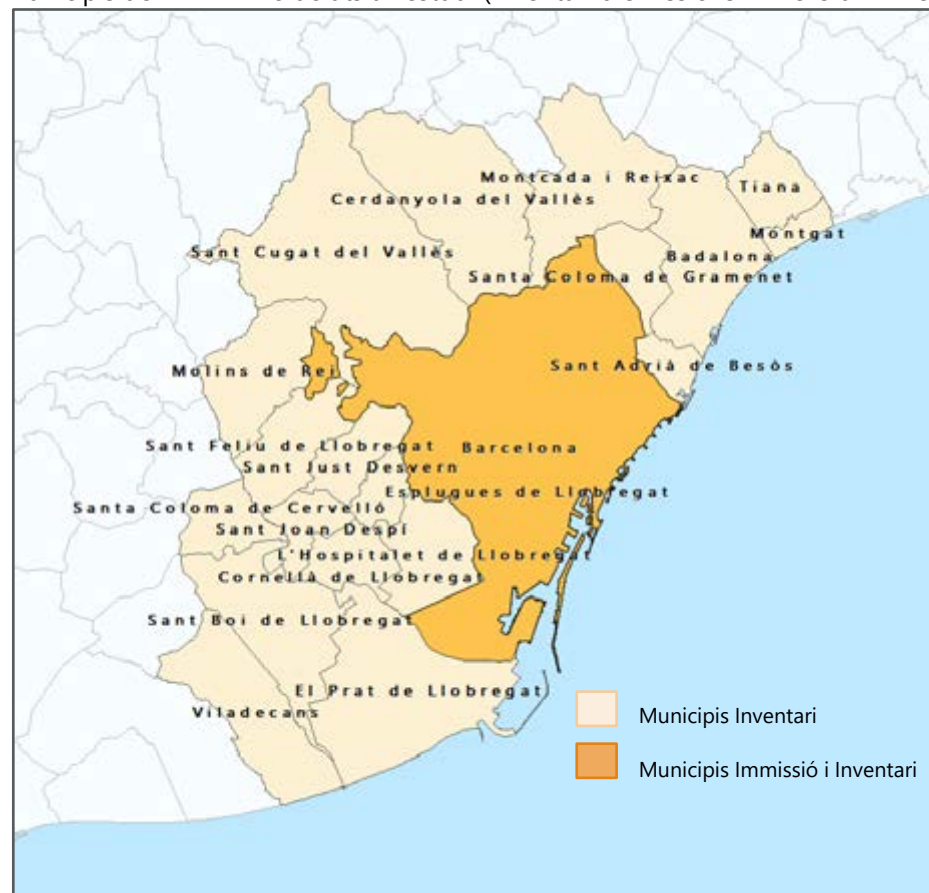 Montcada i Reixac
Tiana
Cerdanyola del Vallès
Montgat
Sant Cugat del Vallès
Badalona
Santa Coloma de Gramenet
Sant Adrià de Besòs
Molins de Rei
Sant Feliu de Llobregat
Barcelona
Sant Just Desvern
Esplugues de Llobregat
Santa Coloma de Cervelló
Sant Joan Despí
L'Hospitalet de Llobregat
Cornellà de Llobregat
Sant Boi de Llobregat
El Prat de Llobregat
Viladecans
Municipis Inventari
Municipis Immissió i Inventari